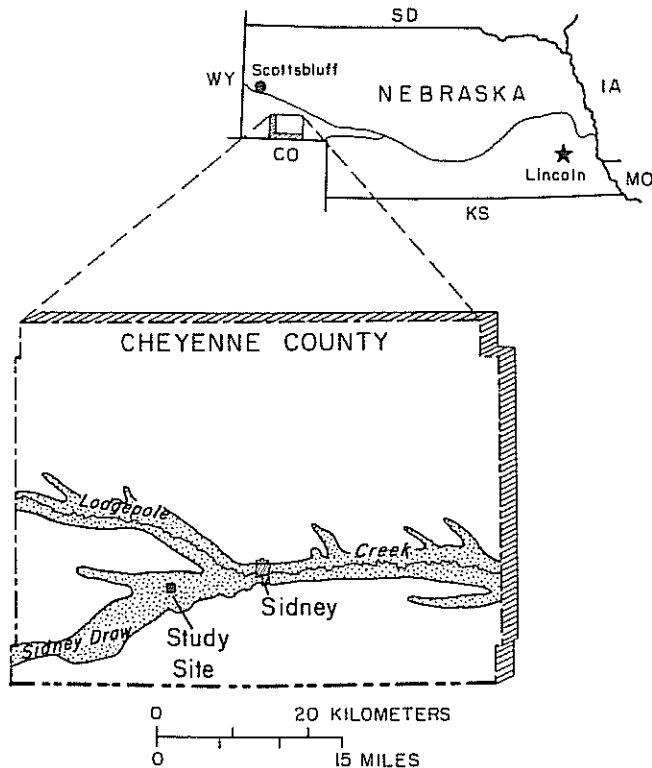 SD
WY
Scottsbluff
NEBRASKA
IA
CO
Lincoln
MO
KS
CHEYENNE COUNTY
Lodgepole
Creek
Sidney
Sidney Draw
Study
Site
0 20 KILOMETERS
0 15 MILES